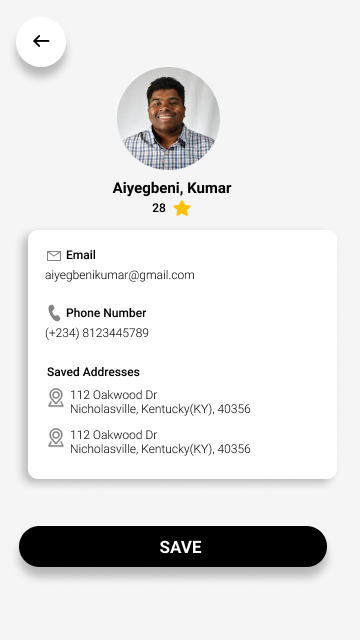 Aiyegbeni, Kumar
28
Email
aiyegbenikumar@gmail.com
Phone Number
(+234) 8123445789
Saved Addresses
112 Oakwood Dr
Nicholasville, Kentucky(KY), 40356
112 Oakwood Dr
Nicholasville, Kentucky(KY), 40356
SAVE